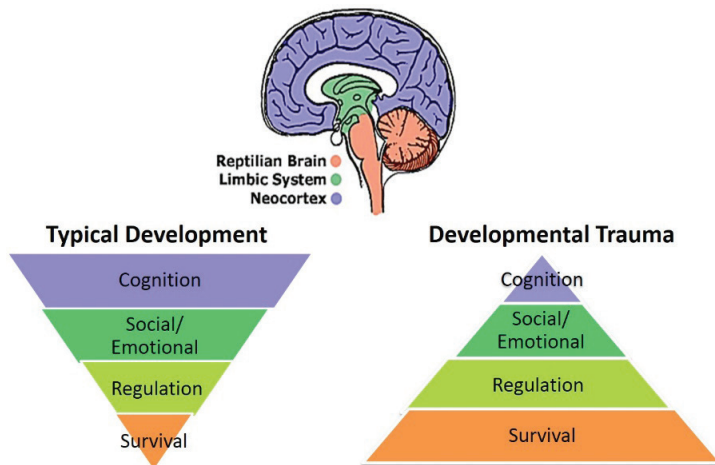 Reptilian Brain
Limbic System
Neocortex
Typical Development
Cognition
Social/
Emotional
Regulation
Survival
Developmental Trauma
Cognition
Social/
Emotional
Regulation
Survival